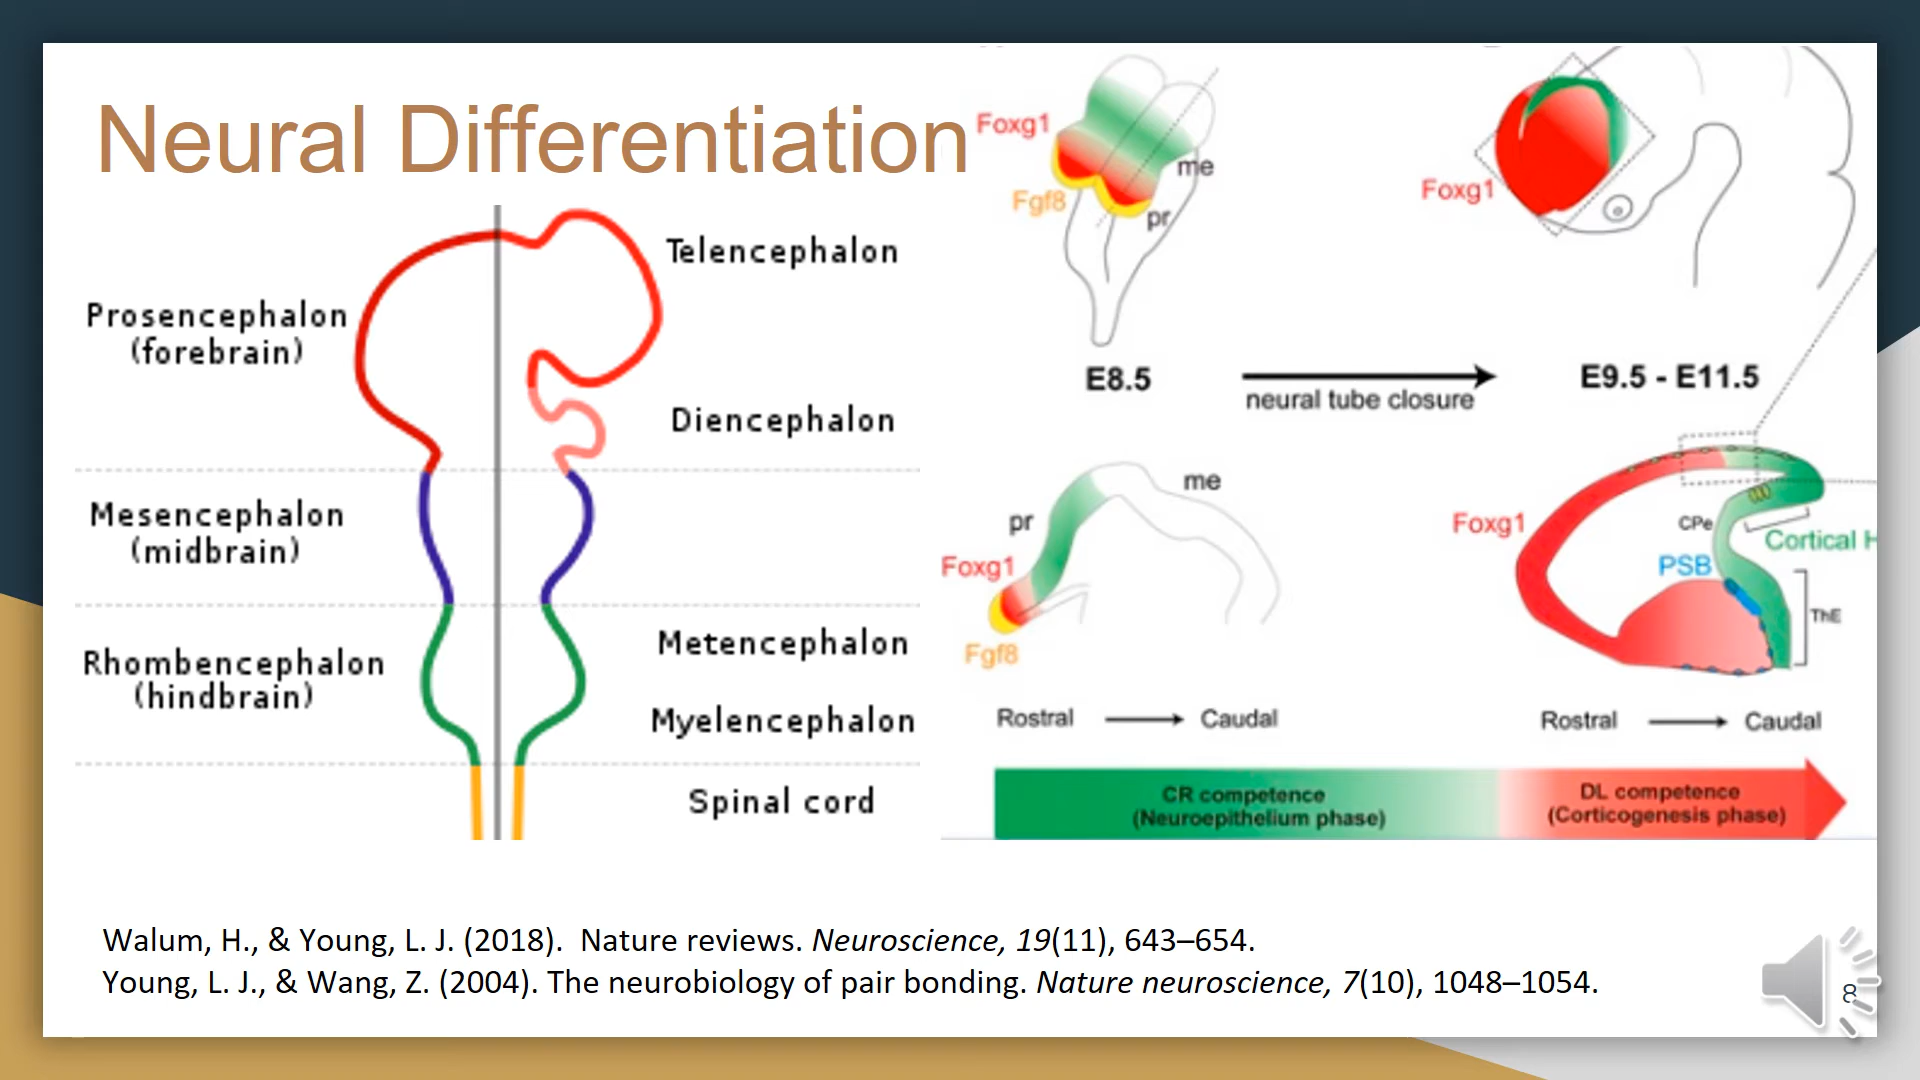 Neural Differentiation
Prosencephalon
(forebrain)
Telencephalon
Diencephalon
Mesencephalon
(midbrain)
Rhombencephalon
(hindbrain)
Metencephalon
Myelencephalon
Spinal cord
Foxg1
Fgf8
me
pr
Foxg1
E8.5
neural tube closure
E9.5 - E11.5
me
pr
Foxg1
Fgf8
Foxg1
CPe
Cortical H
PSB
ThE
Rostral
Caudal
Rostral
Caudal
CR competence
(Neuroepithelium phase)
DL competence
(Corticogenesis phase)
Walum, H., & Young, L. J. (2018).  Nature reviews. Neuroscience, 19(11), 643–654.
Young, L. J., & Wang, Z. (2004). The neurobiology of pair bonding. Nature neuroscience, 7(10), 1048–1054.
8